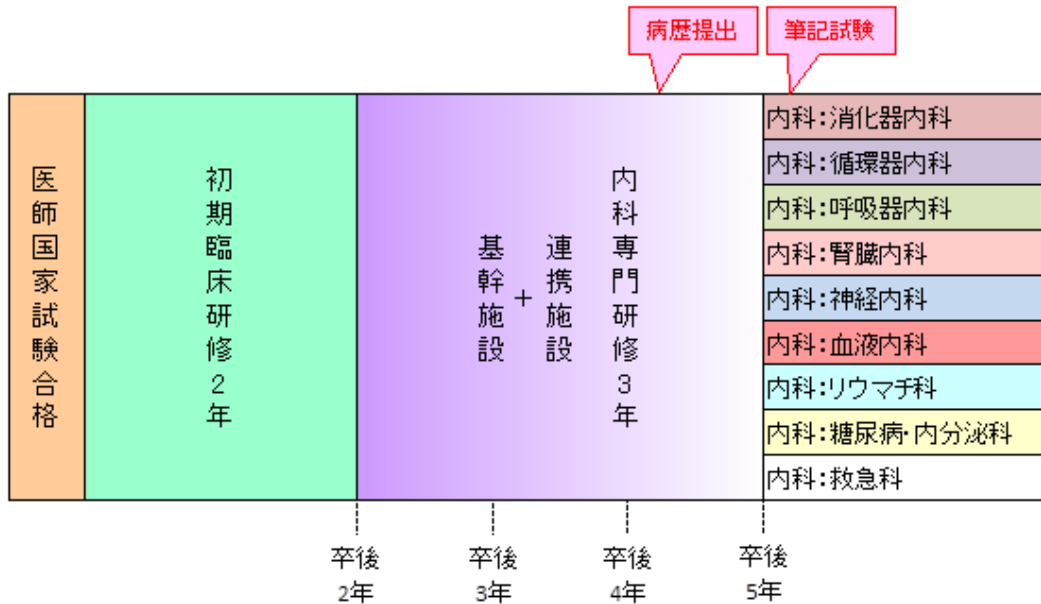 病歴提出
筆記試験
医師国家試験合格
初期臨床研修2年
基幹施設
+
連携施設
内科専門研修3年
内科:消化器内科
内科:循環器内科
内科:呼吸器内科
内科:腎臓内科
内科:神経内科
内科:血液内科
内科:リウマチ科
内科:糖尿病・内分泌科
内科:救急科
卒後
2年
卒後
3年
卒後
4年
卒後
5年